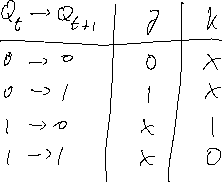 Q_t → Q_{t+1} J K
0 → 0 0 X
0 → 1 1 X
1 → 0 X 1
1 → 1 X 0